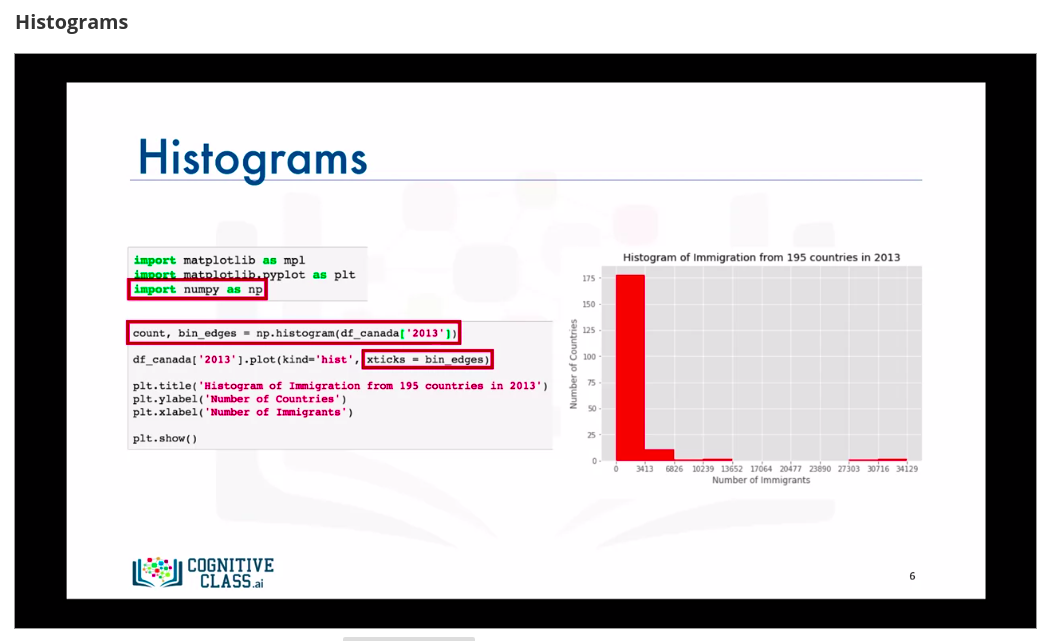 Histograms
Histograms
import matplotlib as mpl
import matplotlib.pyplot as plt
import numpy as np
count, bin_edges = np.histogram(df_canada['2013'])
df_canada['2013'].plot(kind='hist', xticks = bin_edges)
plt.title('Histogram of Immigration from 195 countries in 2013')
plt.ylabel('Number of Countries')
plt.xlabel('Number of Immigrants')
plt.show()
Histogram of Immigration from 195 countries in 2013
Number of Countries
175
150
125
100
75
50
25
0
0 3413 6826 10239 13652 17064 20477 23890 27303 30716 34129
Number of Immigrants
COGNITIVE
CLASS.ai
6